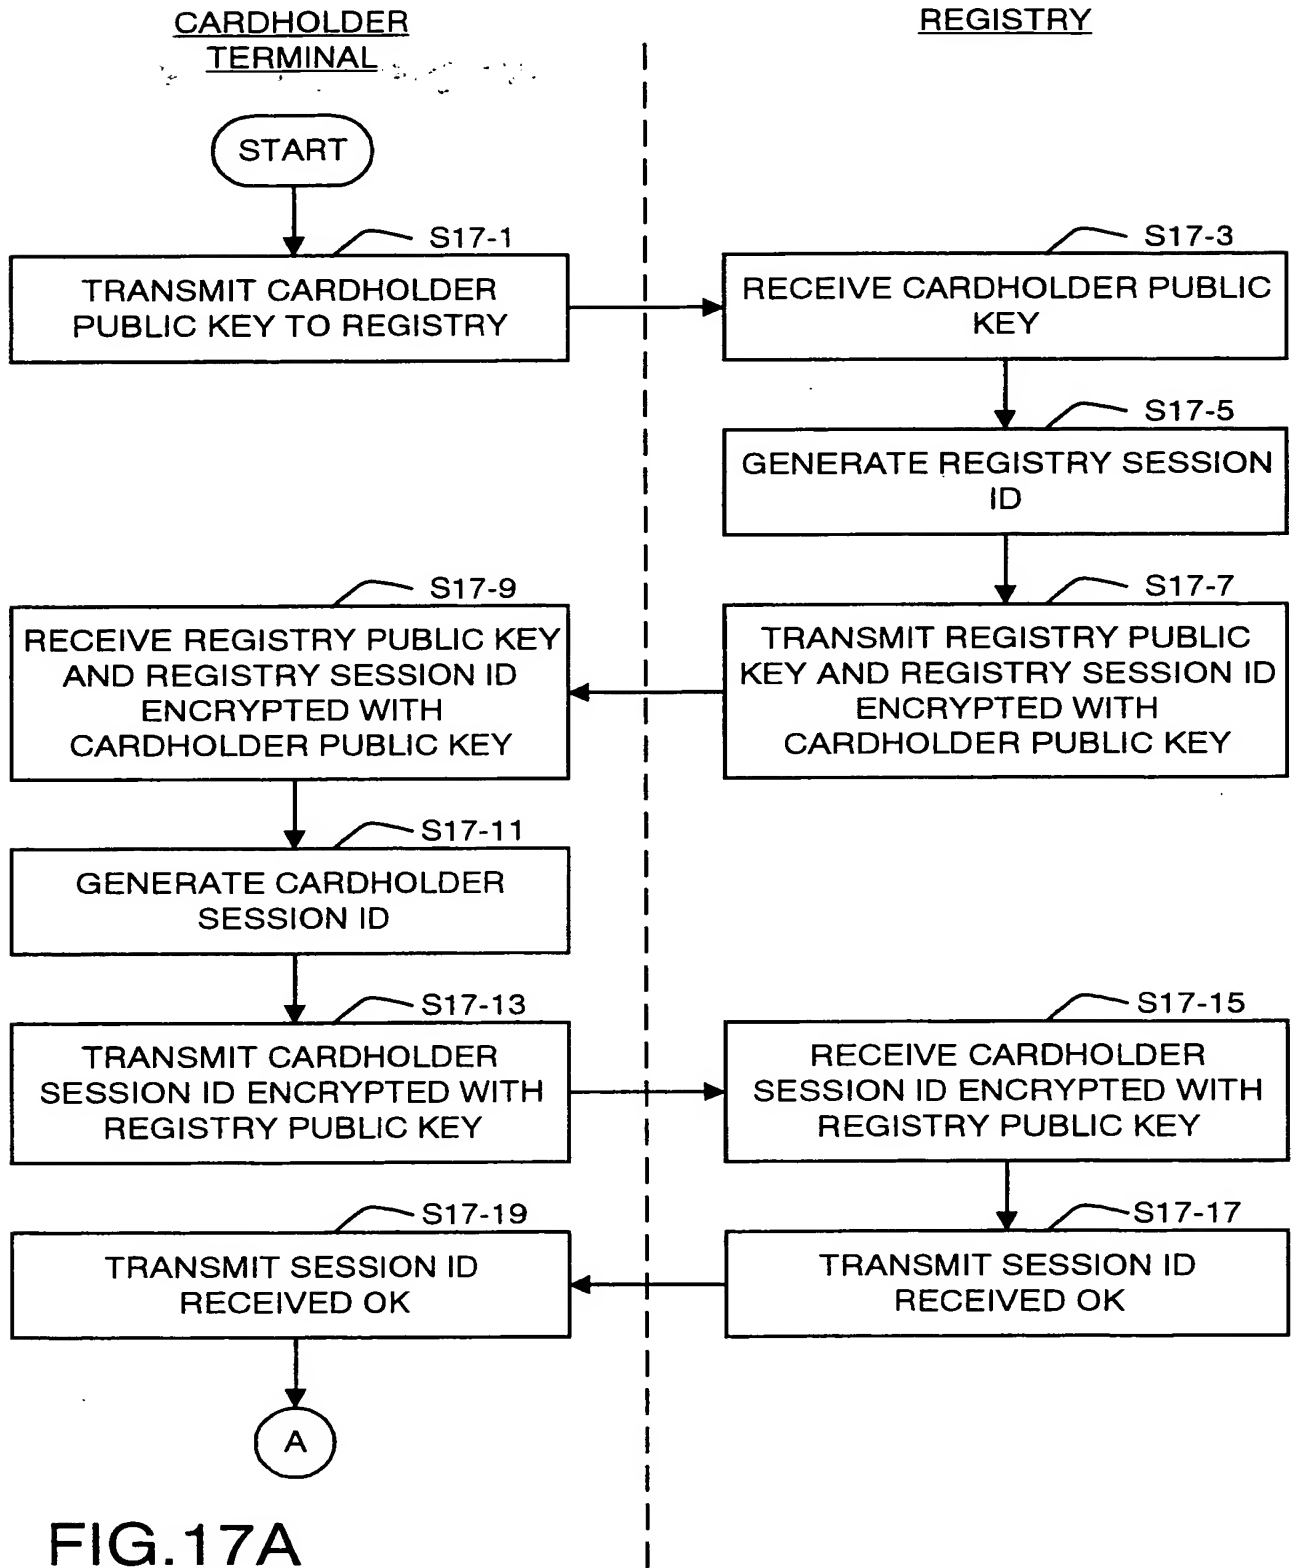 CARDHOLDER
TERMINAL
REGISTRY
START
S17-1
TRANSMIT CARDHOLDER
PUBLIC KEY TO REGISTRY
S17-3
RECEIVE CARDHOLDER PUBLIC
KEY
S17-5
GENERATE REGISTRY SESSION
ID
S17-7
TRANSMIT REGISTRY PUBLIC
KEY AND REGISTRY SESSION ID
ENCRYPTED WITH
CARDHOLDER PUBLIC KEY
S17-9
RECEIVE REGISTRY PUBLIC KEY
AND REGISTRY SESSION ID
ENCRYPTED WITH
CARDHOLDER PUBLIC KEY
S17-11
GENERATE CARDHOLDER
SESSION ID
S17-13
TRANSMIT CARDHOLDER
SESSION ID ENCRYPTED WITH
REGISTRY PUBLIC KEY
S17-15
RECEIVE CARDHOLDER
SESSION ID ENCRYPTED WITH
REGISTRY PUBLIC KEY
S17-17
TRANSMIT SESSION ID
RECEIVED OK
S17-19
TRANSMIT SESSION ID
RECEIVED OK
A
FIG.17A